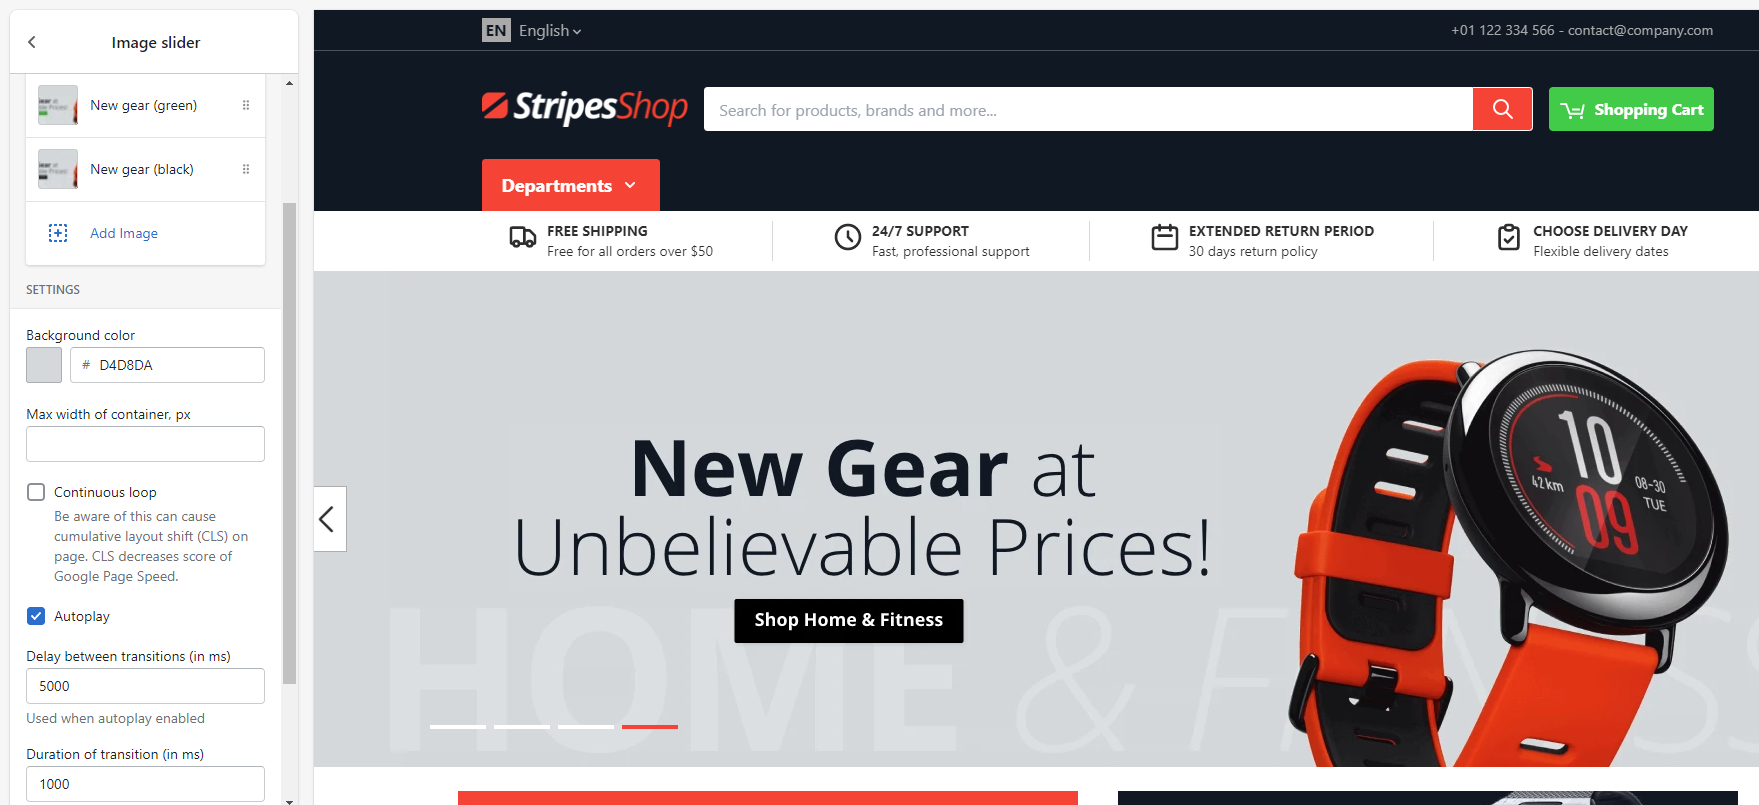 Image slider
New gear (green)
New gear (black)
Add Image
SETTINGS
Background color
# D4D8DA
Max width of container, px
Continuous loop
Be aware of this can cause
cumulative layout shift (CLS) on
page. CLS decreases score of
Google Page Speed.
Autoplay
Delay between transitions (in ms)
5000
Used when autoplay enabled
Duration of transition (in ms)
1000
EN English
+01 122 334 566 - contact@company.com
StripesShop
Search for products, brands and more...
Shopping Cart
Departments
FREE SHIPPING
Free for all orders over $50
24/7 SUPPORT
Fast, professional support
EXTENDED RETURN PERIOD
30 days return policy
CHOOSE DELIVERY DAY
Flexible delivery dates
New Gear at
Unbelievable Prices!
Shop Home & Fitness
HOME &
10
09
42 km
08-30
TUE